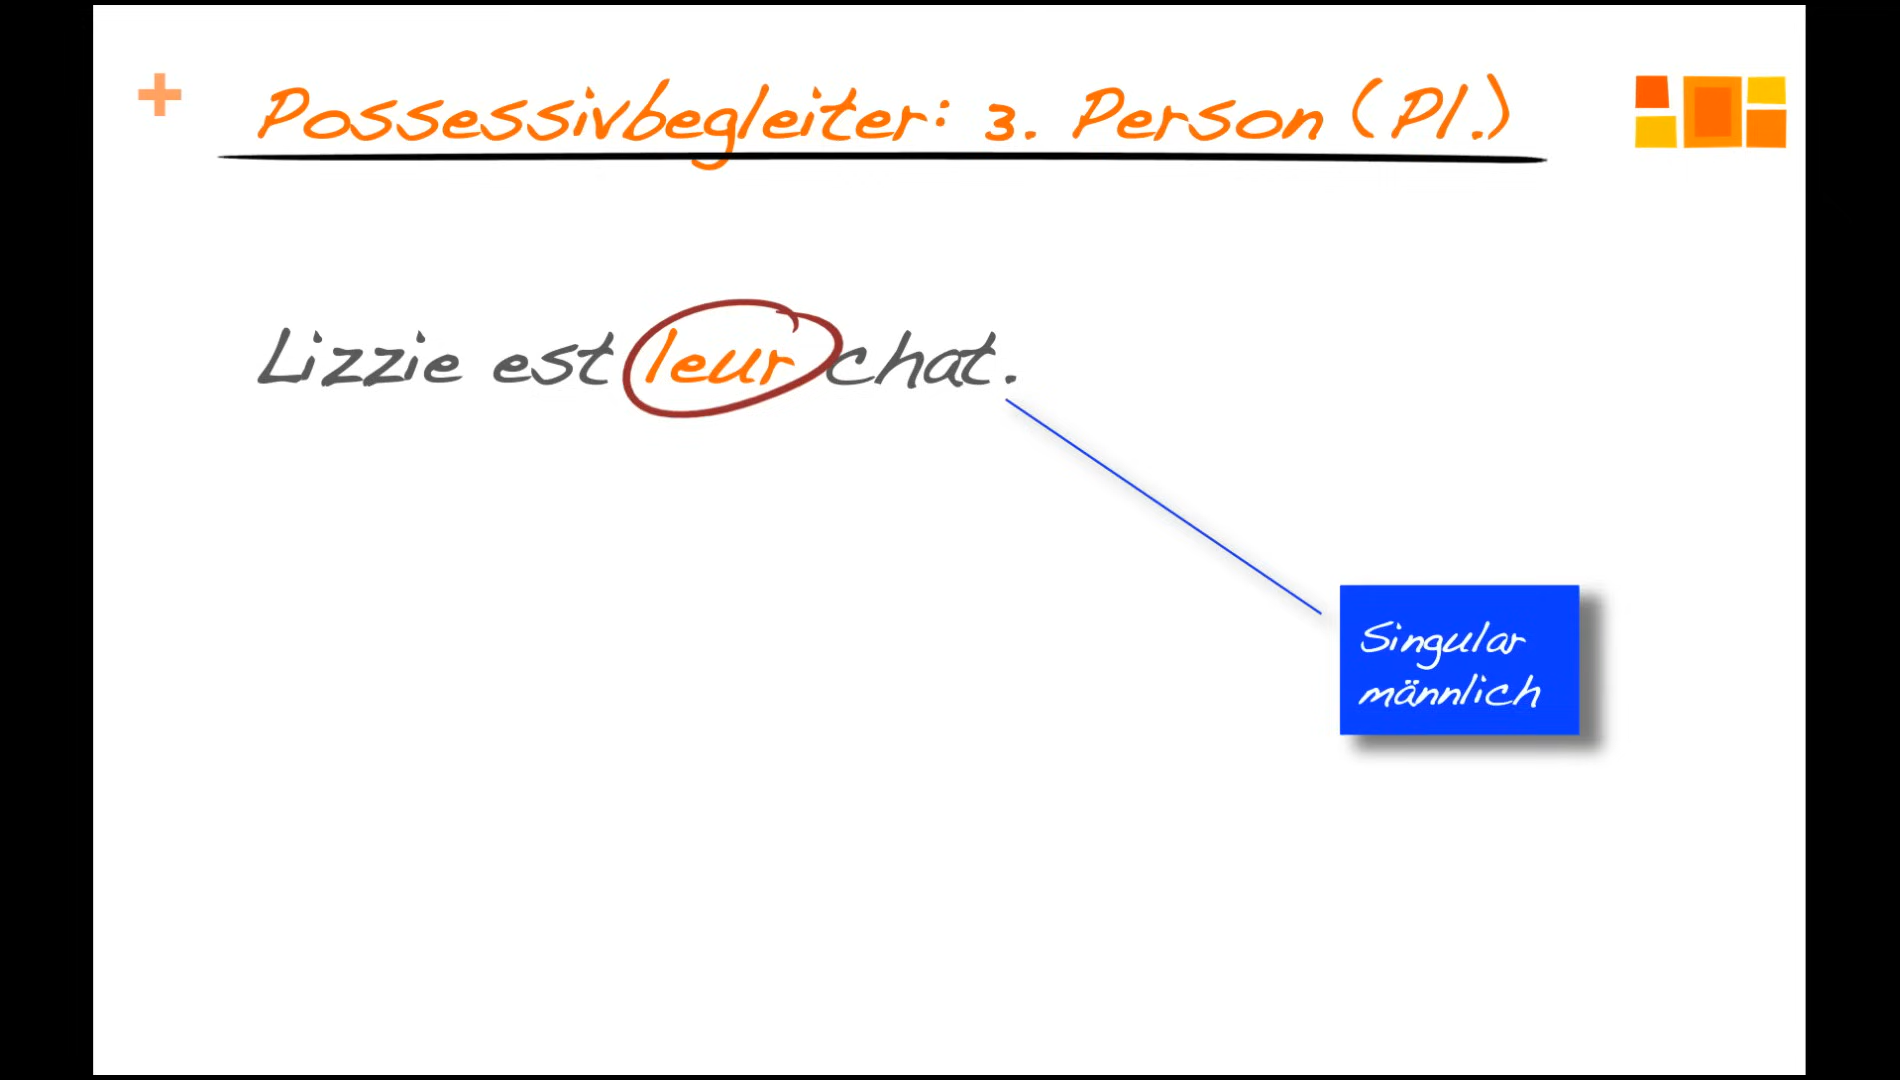 + Possessivbegleiter: 3. Person (Pl.)
Lizzie est leur chat.
Singular
männlich